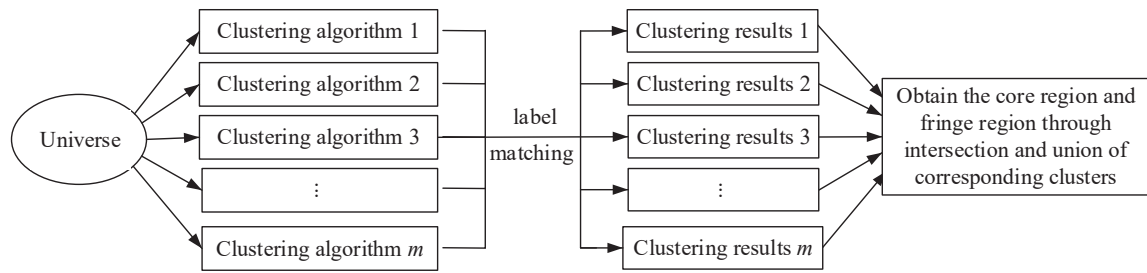 Universe
Clustering algorithm 1
Clustering algorithm 2
Clustering algorithm 3
⋮
Clustering algorithm m
label
matching
Clustering results 1
Clustering results 2
Clustering results 3
⋮
Clustering results m
Obtain the core region and
fringe region through
intersection and union of
corresponding clusters